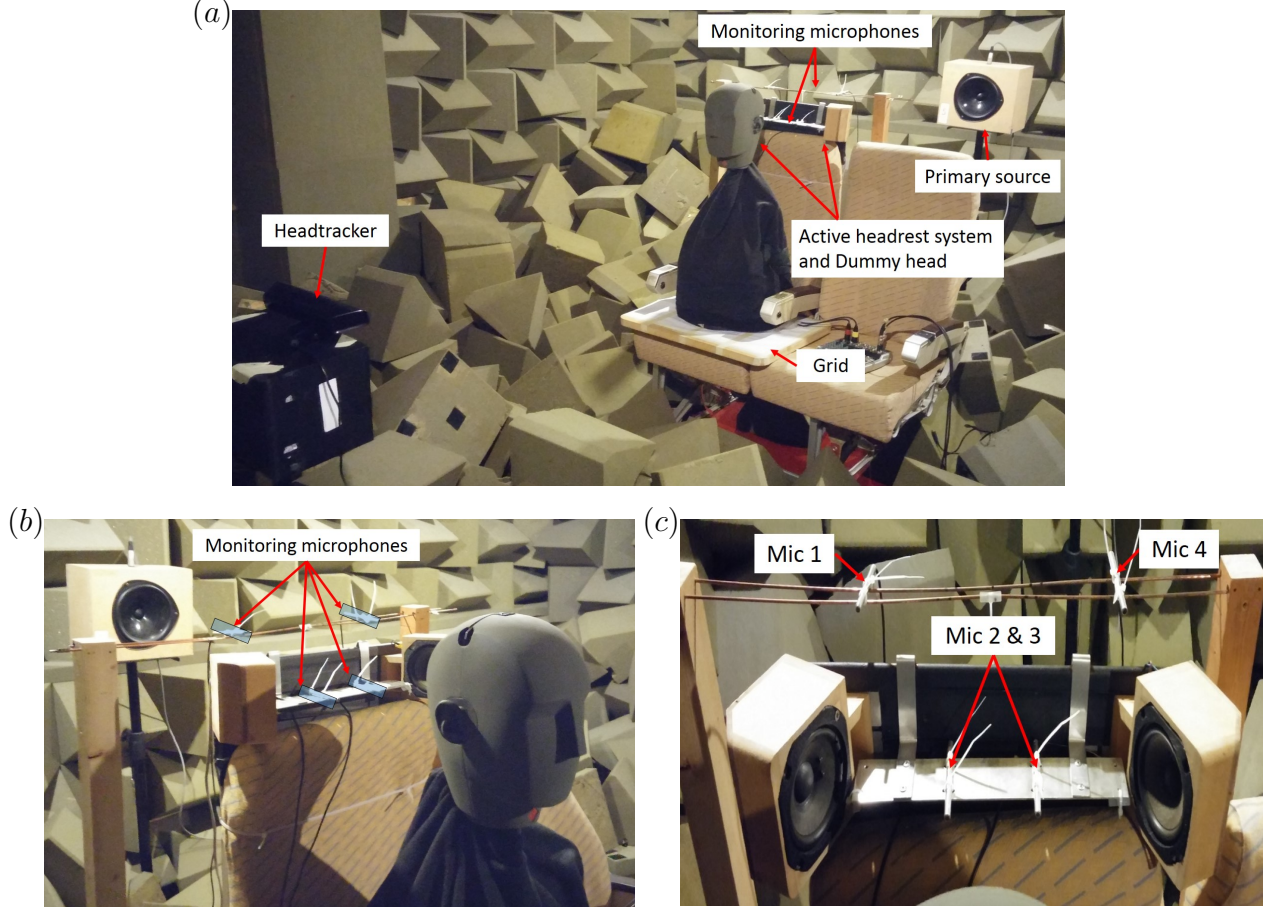 (a)
Monitoring microphones
Primary source
Headtracker
Active headrest system
and Dummy head
Grid
(b)
Monitoring microphones
(c)
Mic 1
Mic 4
Mic 2 & 3